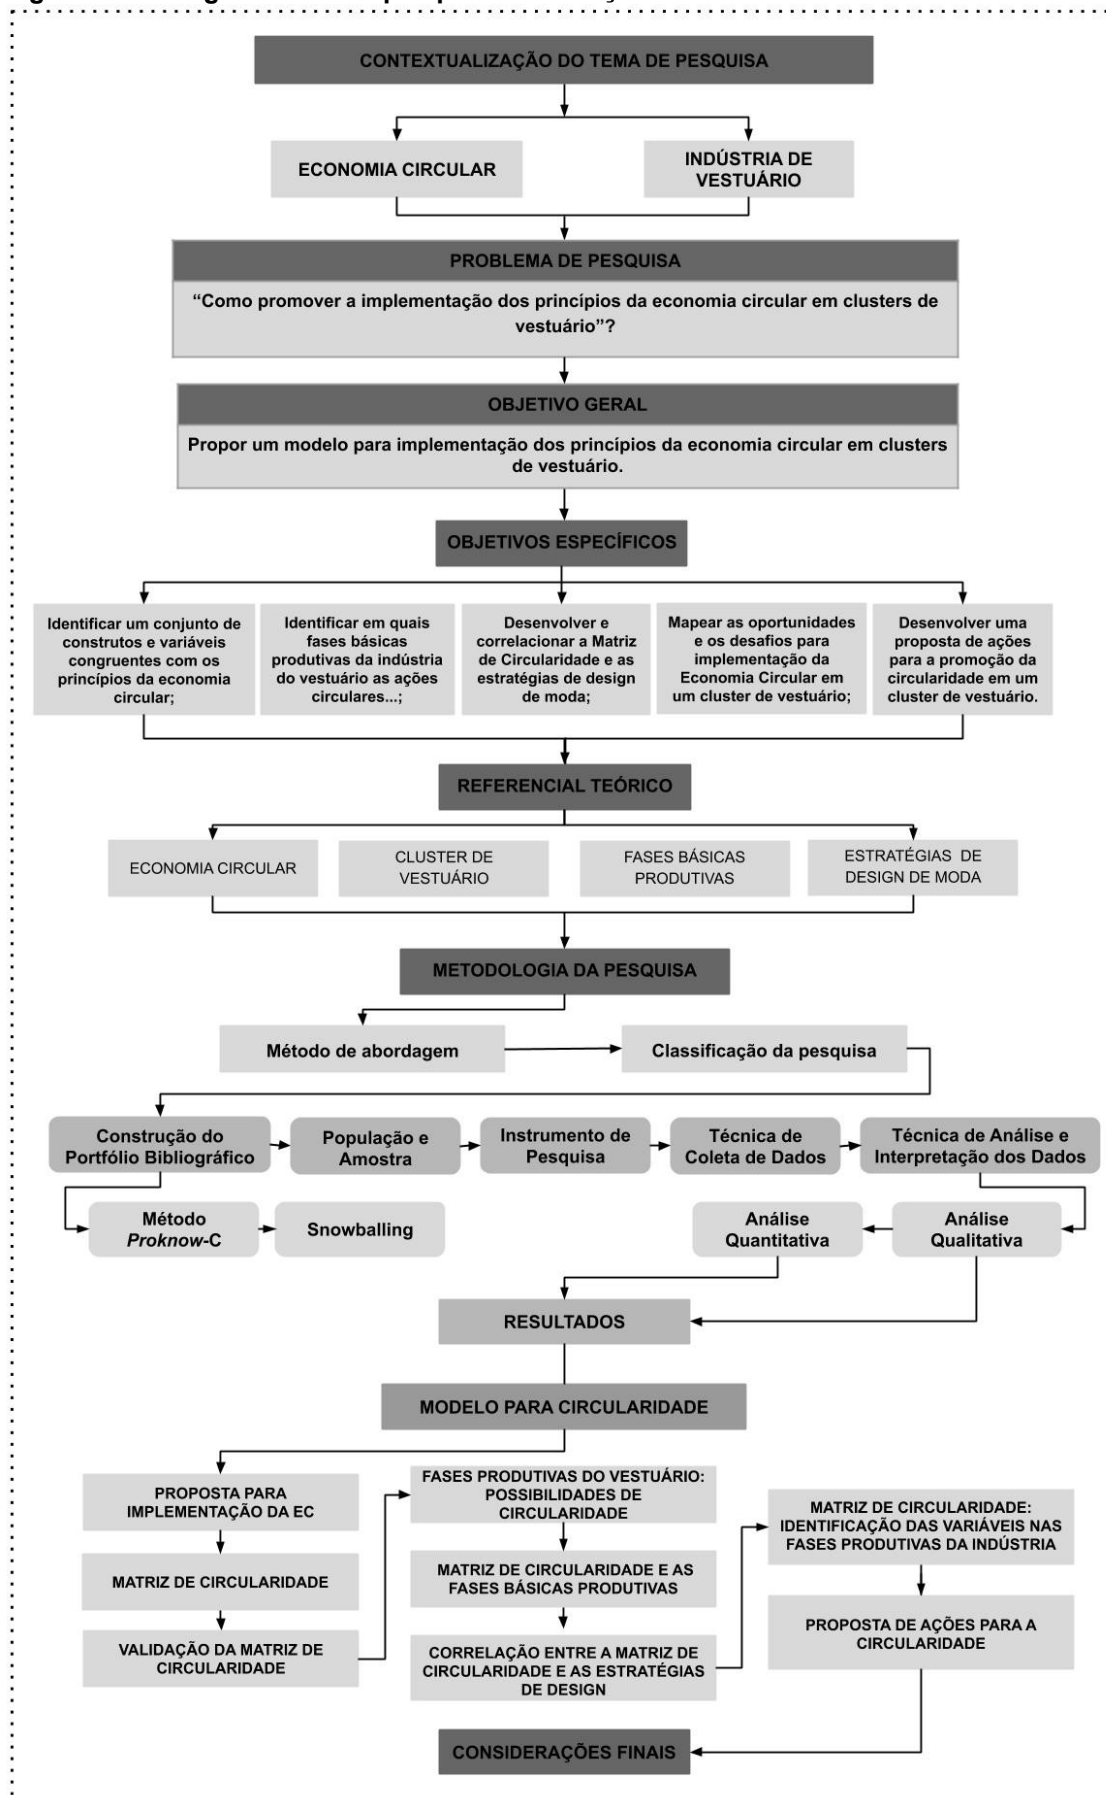 CONTEXTUALIZAÇÃO DO TEMA DE PESQUISA
ECONOMIA CIRCULAR
INDÚSTRIA DE
VESTUÁRIO
PROBLEMA DE PESQUISA
“Como promover a implementação dos princípios da economia circular em clusters de
vestuário”?
OBJETIVO GERAL
Propor um modelo para implementação dos princípios da economia circular em clusters
de vestuário.
OBJETIVOS ESPECÍFICOS
Identificar um conjunto de
construtos e variáveis
congruentes com os
princípios da economia
circular;
Identificar em quais
fases básicas
produtivas da indústria
do vestuário as ações
circulares...;
Desenvolver e
correlacionar a Matriz
de Circularidade e as
estratégias de design
de moda;
Mapear as oportunidades
e os desafios para
implementação da
Economia Circular em
um cluster de vestuário;
Desenvolver uma
proposta de ações
para a promoção da
circularidade em um
cluster de vestuário.
REFERENCIAL TEÓRICO
ECONOMIA CIRCULAR
CLUSTER DE
VESTUÁRIO
FASES BÁSICAS
PRODUTIVAS
ESTRATÉGIAS DE
DESIGN DE MODA
METODOLOGIA DA PESQUISA
Método de abordagem
Classificação da pesquisa
Construção do
Portfólio Bibliográfico
População e
Amostra
Instrumento de
Pesquisa
Técnica de
Coleta de Dados
Técnica de Análise e
Interpretação dos Dados
Método
Proknow-C
Snowballing
Análise
Quantitativa
Análise
Qualitativa
RESULTADOS
MODELO PARA CIRCULARIDADE
PROPOSTA PARA
IMPLEMENTAÇÃO DA EC
MATRIZ DE CIRCULARIDADE
VALIDAÇÃO DA MATRIZ DE
CIRCULARIDADE
FASES PRODUTIVAS DO VESTUÁRIO:
POSSIBILIDADES DE
CIRCULARIDADE
MATRIZ DE CIRCULARIDADE E AS
FASES BÁSICAS PRODUTIVAS
CORRELAÇÃO ENTRE A MATRIZ DE
CIRCULARIDADE E AS ESTRATÉGIAS
DE DESIGN
MATRIZ DE CIRCULARIDADE:
IDENTIFICAÇÃO DAS VARIÁVEIS NAS
FASES PRODUTIVAS DA INDÚSTRIA
PROPOSTA DE AÇÕES PARA A
CIRCULARIDADE
CONSIDERAÇÕES FINAIS